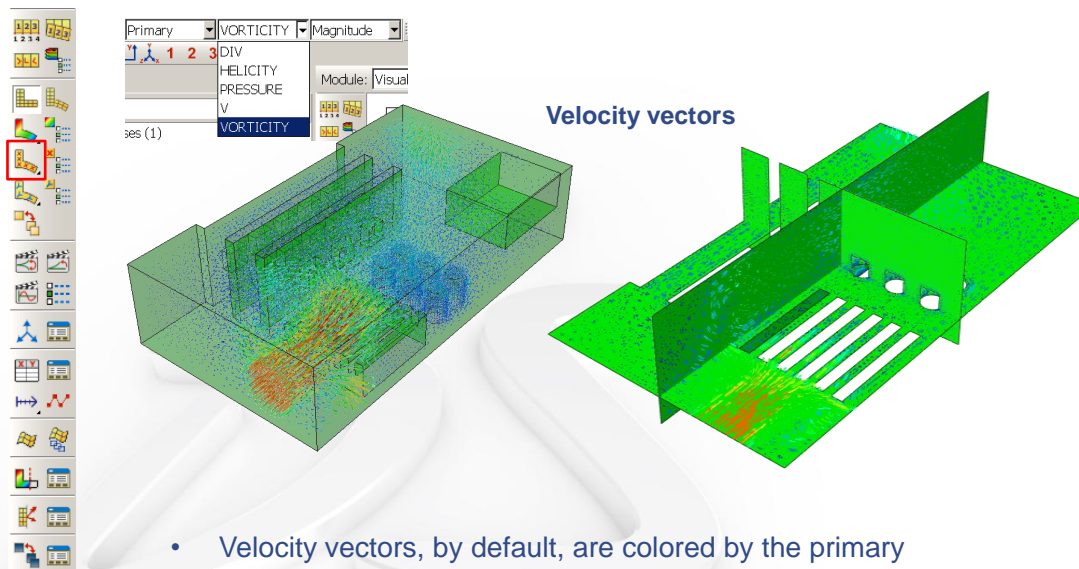 Primary VORTICITY Magnitude
1 2 3
DIV
HELICITY
PRESSURE
V
VORTICITY
Module: Visual
ses (1)
Velocity vectors
• Velocity vectors, by default, are colored by the primary